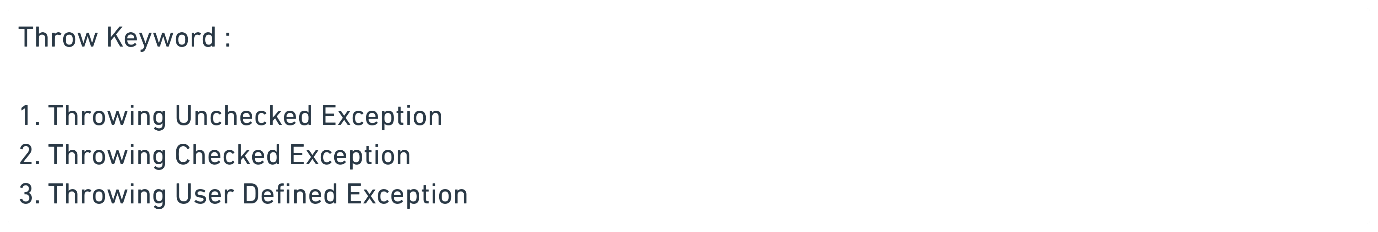 Throw Keyword :
1. Throwing Unchecked Exception
2. Throwing Checked Exception
3. Throwing User Defined Exception